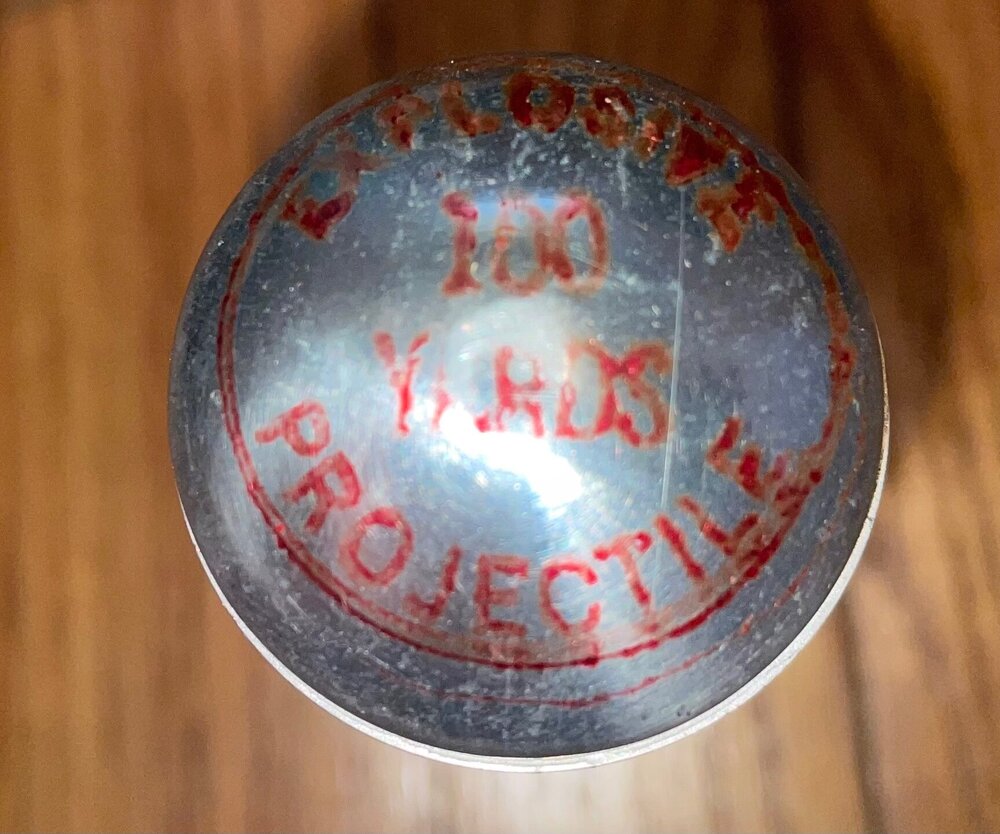 EXPLOSIVE
100
YARDS
PROJECTILE